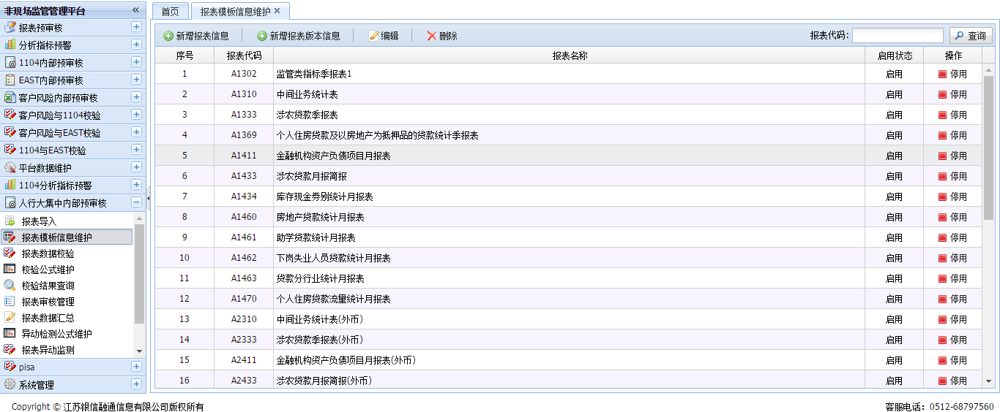 非现场监管管理平台
报表预审核
分析指标预警
1104内部预审核
EAST内部预审核
客户风险内部预审核
客户风险与1104校验
客户风险与EAST校验
1104与EAST校验
平台数据维护
1104分析指标预警
人行大集中内部预审核
报表导入
报表模板信息维护
报表数据校验
校验公式维护
校验结果查询
报表审核管理
报表数据汇总
异动检测公式维护
报表异动监测
pisa
系统管理
首页 报表模板信息维护
新增报表信息 新增报表版本信息 编辑 删除 报表代码： 查询
序号 报表代码 报表名称 启用状态 操作
1 A1302 监管类指标季报表1 启用 停用
2 A1310 中间业务统计表 启用 停用
3 A1333 涉农贷款季报表 启用 停用
4 A1369 个人住房贷款及以房地产为抵押品的贷款统计季报表 启用 停用
5 A1411 金融机构资产负债项目月报表 启用 停用
6 A1433 涉农贷款月报简报 启用 停用
7 A1434 库存现金券别统计月报表 启用 停用
8 A1460 房地产贷款统计月报表 启用 停用
9 A1461 助学贷款统计月报表 启用 停用
10 A1462 下岗失业人员贷款统计月报表 启用 停用
11 A1463 贷款分行业统计月报表 启用 停用
12 A1470 个人住房贷款流量统计月报表 启用 停用
13 A2310 中间业务统计表(外币) 启用 停用
14 A2333 涉农贷款季报表(外币) 启用 停用
15 A2411 金融机构资产负债项目月报表(外币) 启用 停用
16 A2433 涉农贷款月报简报(外币) 启用 停用
Copyright © 江苏银信融通信息有限公司版权所有 客服电话：0512-68797560